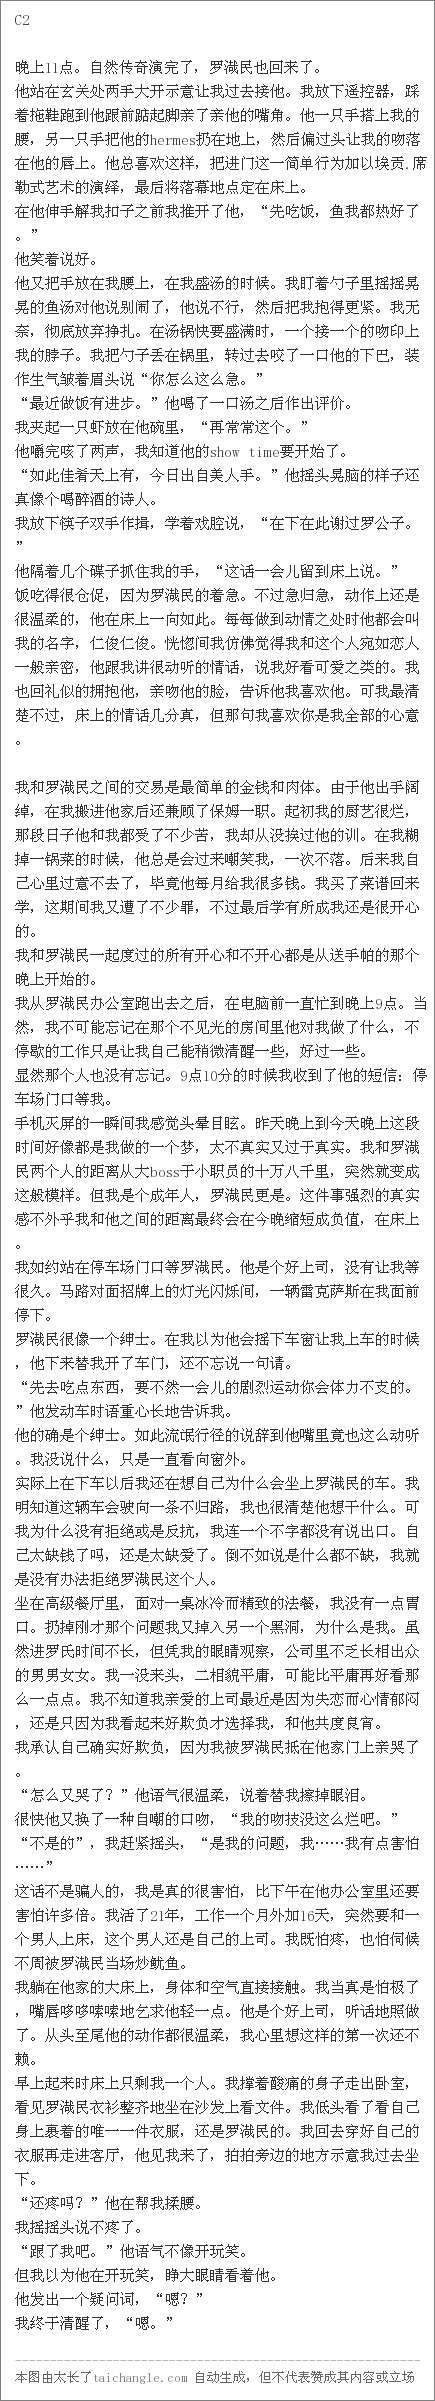 C2
晚上11点。自然传奇演完了，罗渽民也回来了。
他站在玄关处两手大开示意让我过去接他。我放下遥控器，踩
着拖鞋跑到他跟前踮起脚亲了亲他的嘴角。他一只手搭上我的
腰，另一只手把他的hermes扔在地上，然后偏过头让我的吻落
在他的唇上。他总喜欢这样，把进门这一简单行为加以埃贡.席
勒式艺术的演绎，最后将落幕地点定在床上。
在他伸手解我扣子之前我推开了他，“先吃饭，鱼我都热好了
。”
他笑着说好。
他又把手放在我腰上，在我盛汤的时候。我盯着勺子里摇摇晃
晃的鱼汤对他说别闹了，他说不行，然后把我抱得更紧。我无
奈，彻底放弃挣扎。在汤锅快要盛满时，一个接一个的吻印上
我的脖子。我把勺子丢在锅里，转过去咬了一口他的下巴，装
作生气皱着眉头说“你怎么这么急。”
“最近做饭有进步。”他喝了一口汤之后作出评价。
我夹起一只虾放在他碗里，“再常常这个。”
他嚼完咳了两声，我知道他的show time要开始了。
“如此佳肴天上有，今日出自美人手。”他摇头晃脑的样子还
真像个喝醉酒的诗人。
我放下筷子双手作揖，学着戏腔说，“在下在此谢过罗公子。
”
他隔着几个碟子抓住我的手，“这话一会儿留到床上说。”
饭吃得很仓促，因为罗渽民的着急。不过急归急，动作上还是
很温柔的，他在床上一向如此。每每做到动情之处时他都会叫
我的名字，仁俊仁俊。恍惚间我仿佛觉得我和这个人宛如恋人
一般亲密，他跟我讲很动听的情话，说我好看可爱之类的。我
也回礼似的拥抱他，亲吻他的脸，告诉他我喜欢他。可我最清
楚不过，床上的情话几分真，但那句我喜欢你是我全部的心意
。
我和罗渽民之间的交易是最简单的金钱和肉体。由于他出手阔
绰，在我搬进他家后还兼顾了保姆一职。起初我的厨艺很烂，
那段日子他和我都受了不少苦，我却从没挨过他的训。在我糊
掉一锅菜的时候，他总是会过来嘲笑我，一次不落。后来我自
己心里过意不去了，毕竟他每月给我很多钱。我买了菜谱回来
学，这期间我又遭了不少罪，不过最后学有所成我还是很开心
的。
我和罗渽民一起度过的所有开心和不开心都是从送手帕的那个
晚上开始的。
我从罗渽民办公室跑出去之后，在电脑前一直忙到晚上9点。当
然，我不可能忘记在那个不见光的房间里他对我做了什么，不
停歇的工作只是让我自己能稍微清醒一些，好过一些。
显然那个人也没有忘记。9点10分的时候我收到了他的短信：停
车场门口等我。
手机灭屏的一瞬间我感觉头晕目眩。昨天晚上到今天晚上这段
时间好像都是我做的一个梦，太不真实又过于真实。我和罗渽
民两个人的距离从大boss于小职员的十万八千里，突然就变成
这般模样。但我是个成年人，罗渽民更是。这件事强烈的真实
感不外乎我和他之间的距离最终会在今晚缩短成负值，在床上
。
我如约站在停车场门口等罗渽民。他是个好上司，没有让我等
很久。马路对面招牌上的灯光闪烁间，一辆雷克萨斯在我面前
停下。
罗渽民很像一个绅士。在我以为他会摇下车窗让我上车的时候
，他下来替我开了车门，还不忘说一句请。
“先去吃点东西，要不然一会儿的剧烈运动你会体力不支的。
”他发动车时语重心长地告诉我。
他的确是个绅士。如此流氓行径的说辞到他嘴里竟也这么动听
。我没说什么，只是一直看向窗外。
实际上在下车以后我还在想自己为什么会坐上罗渽民的车。我
明知道这辆车会驶向一条不归路，我也很清楚他想干什么。可
我为什么没有拒绝或是反抗，我连一个不字都没有说出口。自
己太缺钱了吗，还是太缺爱了。倒不如说是什么都不缺，我就
是没有办法拒绝罗渽民这个人。
坐在高级餐厅里，面对一桌冰冷而精致的法餐，我没有一点胃
口。扔掉刚才那个问题我又掉入另一个黑洞，为什么是我。虽
然进罗氏时间不长，但凭我的眼睛观察，公司里不乏长相出众
的男男女女。我一没来头，二相貌平庸，可能比平庸再好看那
么一点点。我不知道我亲爱的上司最近是因为失恋而心情郁闷
，还是只因为我看起来好欺负才选择我，和他共度良宵。
我承认自己确实好欺负，因为我被罗渽民抵在他家门上亲哭了
。
“怎么又哭了？”他语气很温柔，说着替我擦掉眼泪。
很快他又换了一种自嘲的口吻，“我的吻技没这么烂吧。”
“不是的”，我赶紧摇头，“是我的问题，我……我有点害怕
……”
这话不是骗人的，我是真的很害怕，比下午在他办公室里还要
害怕许多倍。我活了21年，工作一个月外加16天，突然要和一
个男人上床，这个男人还是自己的上司。我既怕疼，也怕伺候
不周被罗渽民当场炒鱿鱼。
我躺在他家的大床上，身体和空气直接接触。我当真是怕极了
，嘴唇哆哆嗦嗦地乞求他轻一点。他是个好上司，听话地照做
了。从头至尾他的动作都很温柔，我心里想这样的第一次还不
赖。
早上起来时床上只剩我一个人。我撑着酸痛的身子走出卧室，
看见罗渽民衣衫整齐地坐在沙发上看文件。我低头看了看自己
身上裹着的唯一一件衣服，还是罗渽民的。我回去穿好自己的
衣服再走进客厅，他见我来了，拍拍旁边的地方示意我过去坐
下。
“还疼吗？”他在帮我揉腰。
我摇摇头说不疼了。
“跟了我吧。”他语气不像开玩笑。
但我以为他在开玩笑，睁大眼睛看着他。
他发出一个疑问词，“嗯？”
我终于清醒了，“嗯。”
本图由太长了taichangle.com 自动生成，但不代表赞成其内容或立场